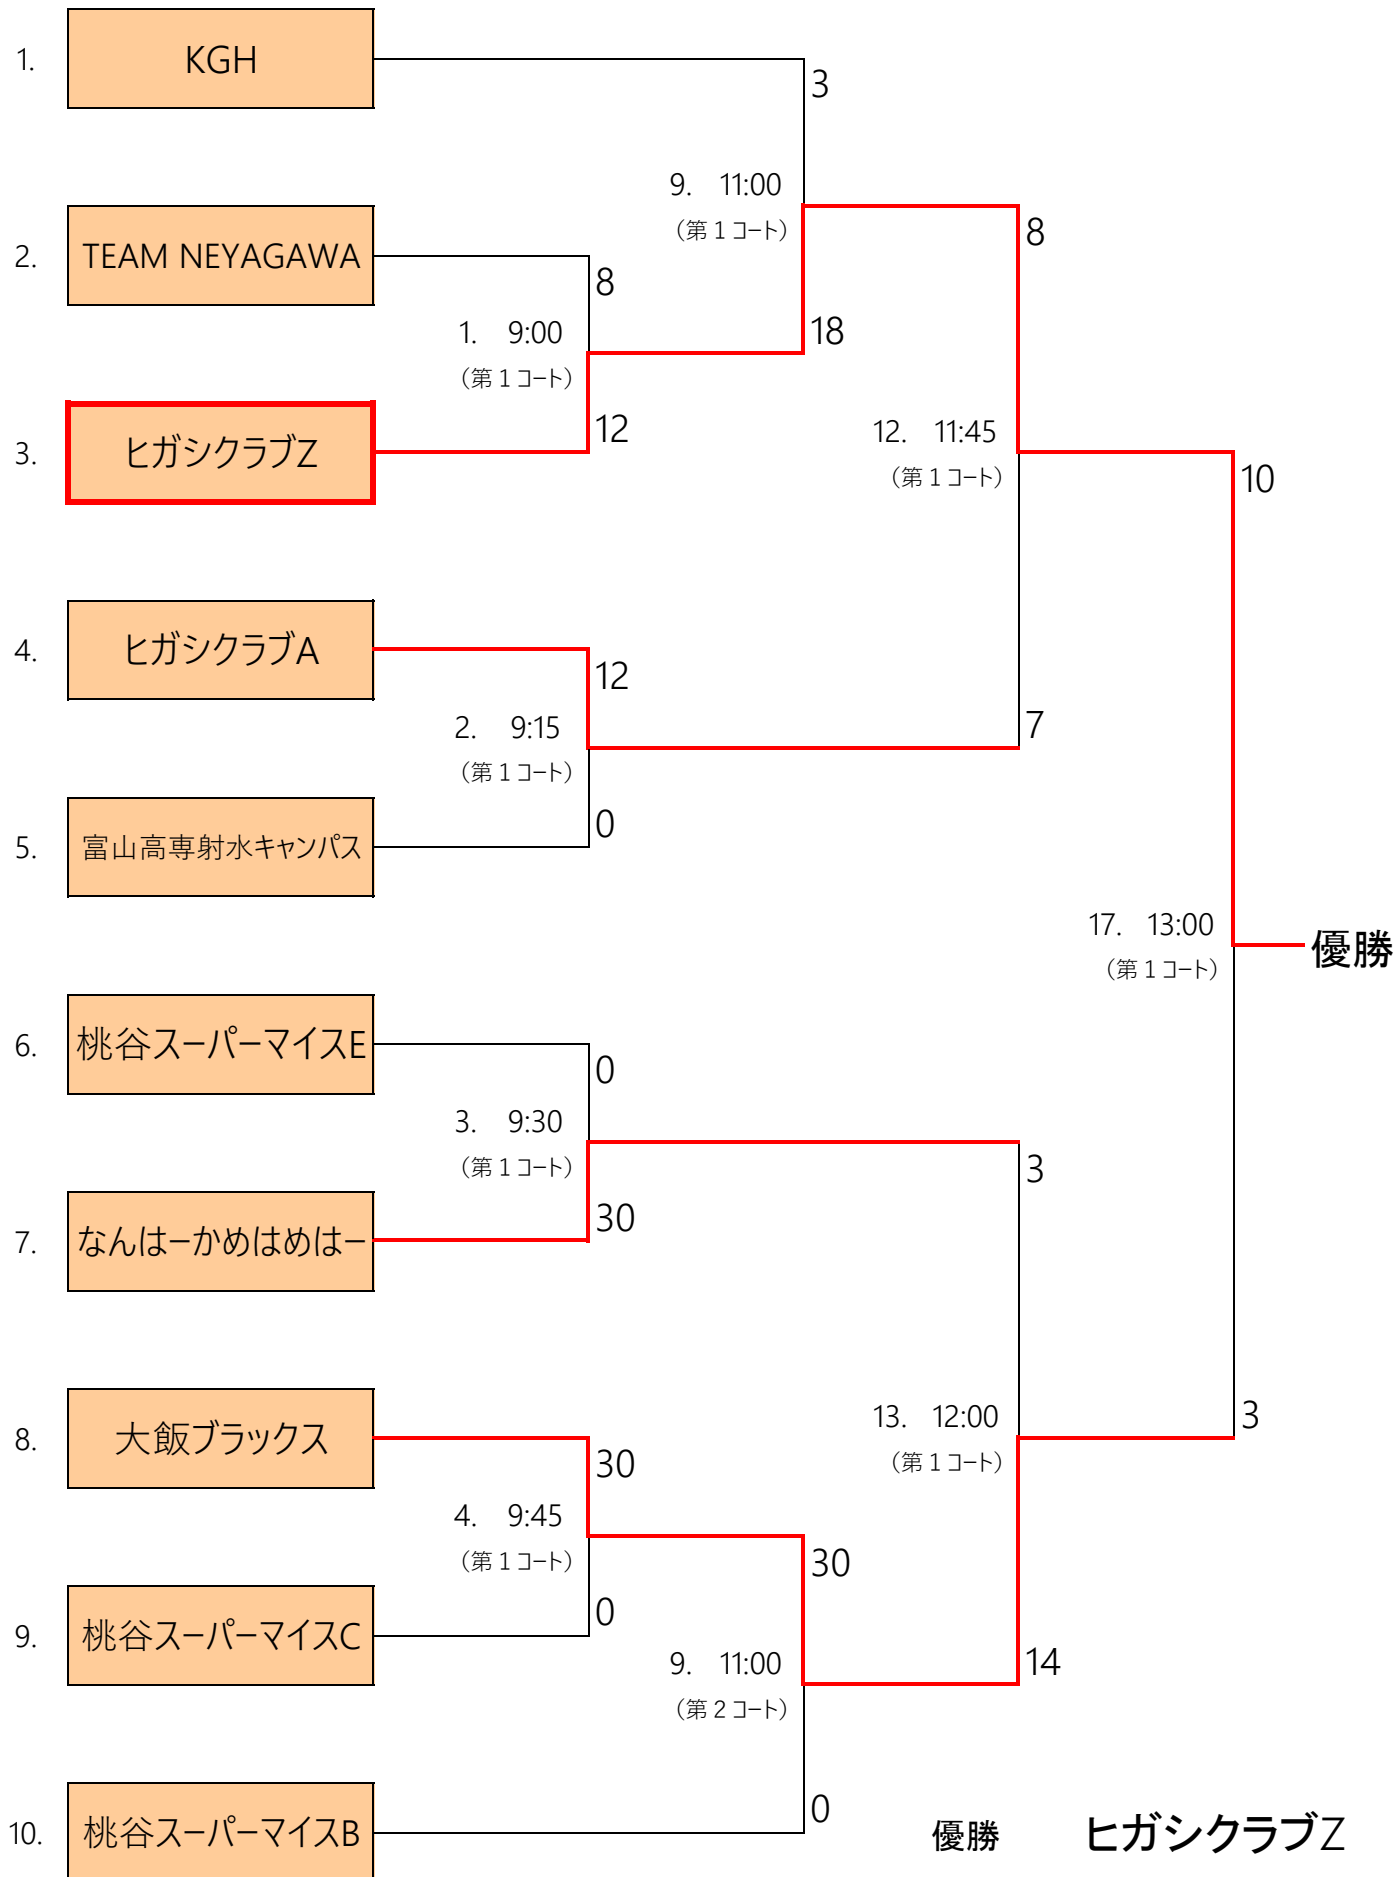 1. KGH
3
9. 11:00
（第1コート）
2. TEAM NEYAGAWA
8
8
1. 9:00
（第1コート）
18
3. ヒガシクラブZ
12
12. 11:45
（第1コート）
10
4. ヒガシクラブA
12
2. 9:15
（第1コート）
7
5. 富山高専射水キャンパス
0
17. 13:00
（第1コート）
優勝
6. 桃谷スーパーマイスE
0
3. 9:30
（第1コート）
3
7. なんはーかめはめはー
30
8. 大飯ブラックス
30
13. 12:00
（第1コート）
3
4. 9:45
（第1コート）
30
9. 桃谷スーパーマイスC
0
9. 11:00
（第2コート）
14
10. 桃谷スーパーマイスB
0
優勝 ヒガシクラブZ